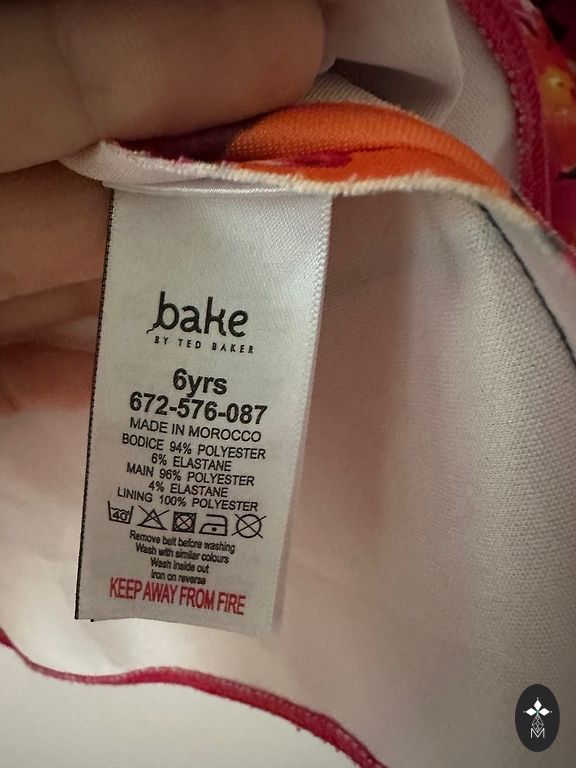 bake
BY TED BAKER
6yrs
672-576-087
MADE IN MOROCCO
BODICE 94% POLYESTER
6% ELASTANE
MAIN 96% POLYESTER
4% ELASTANE
LINING 100% POLYESTER
40°
Remove belt before washing
Wash with similar colours
Wash inside out
Iron on reverse
KEEP AWAY FROM FIRE
M